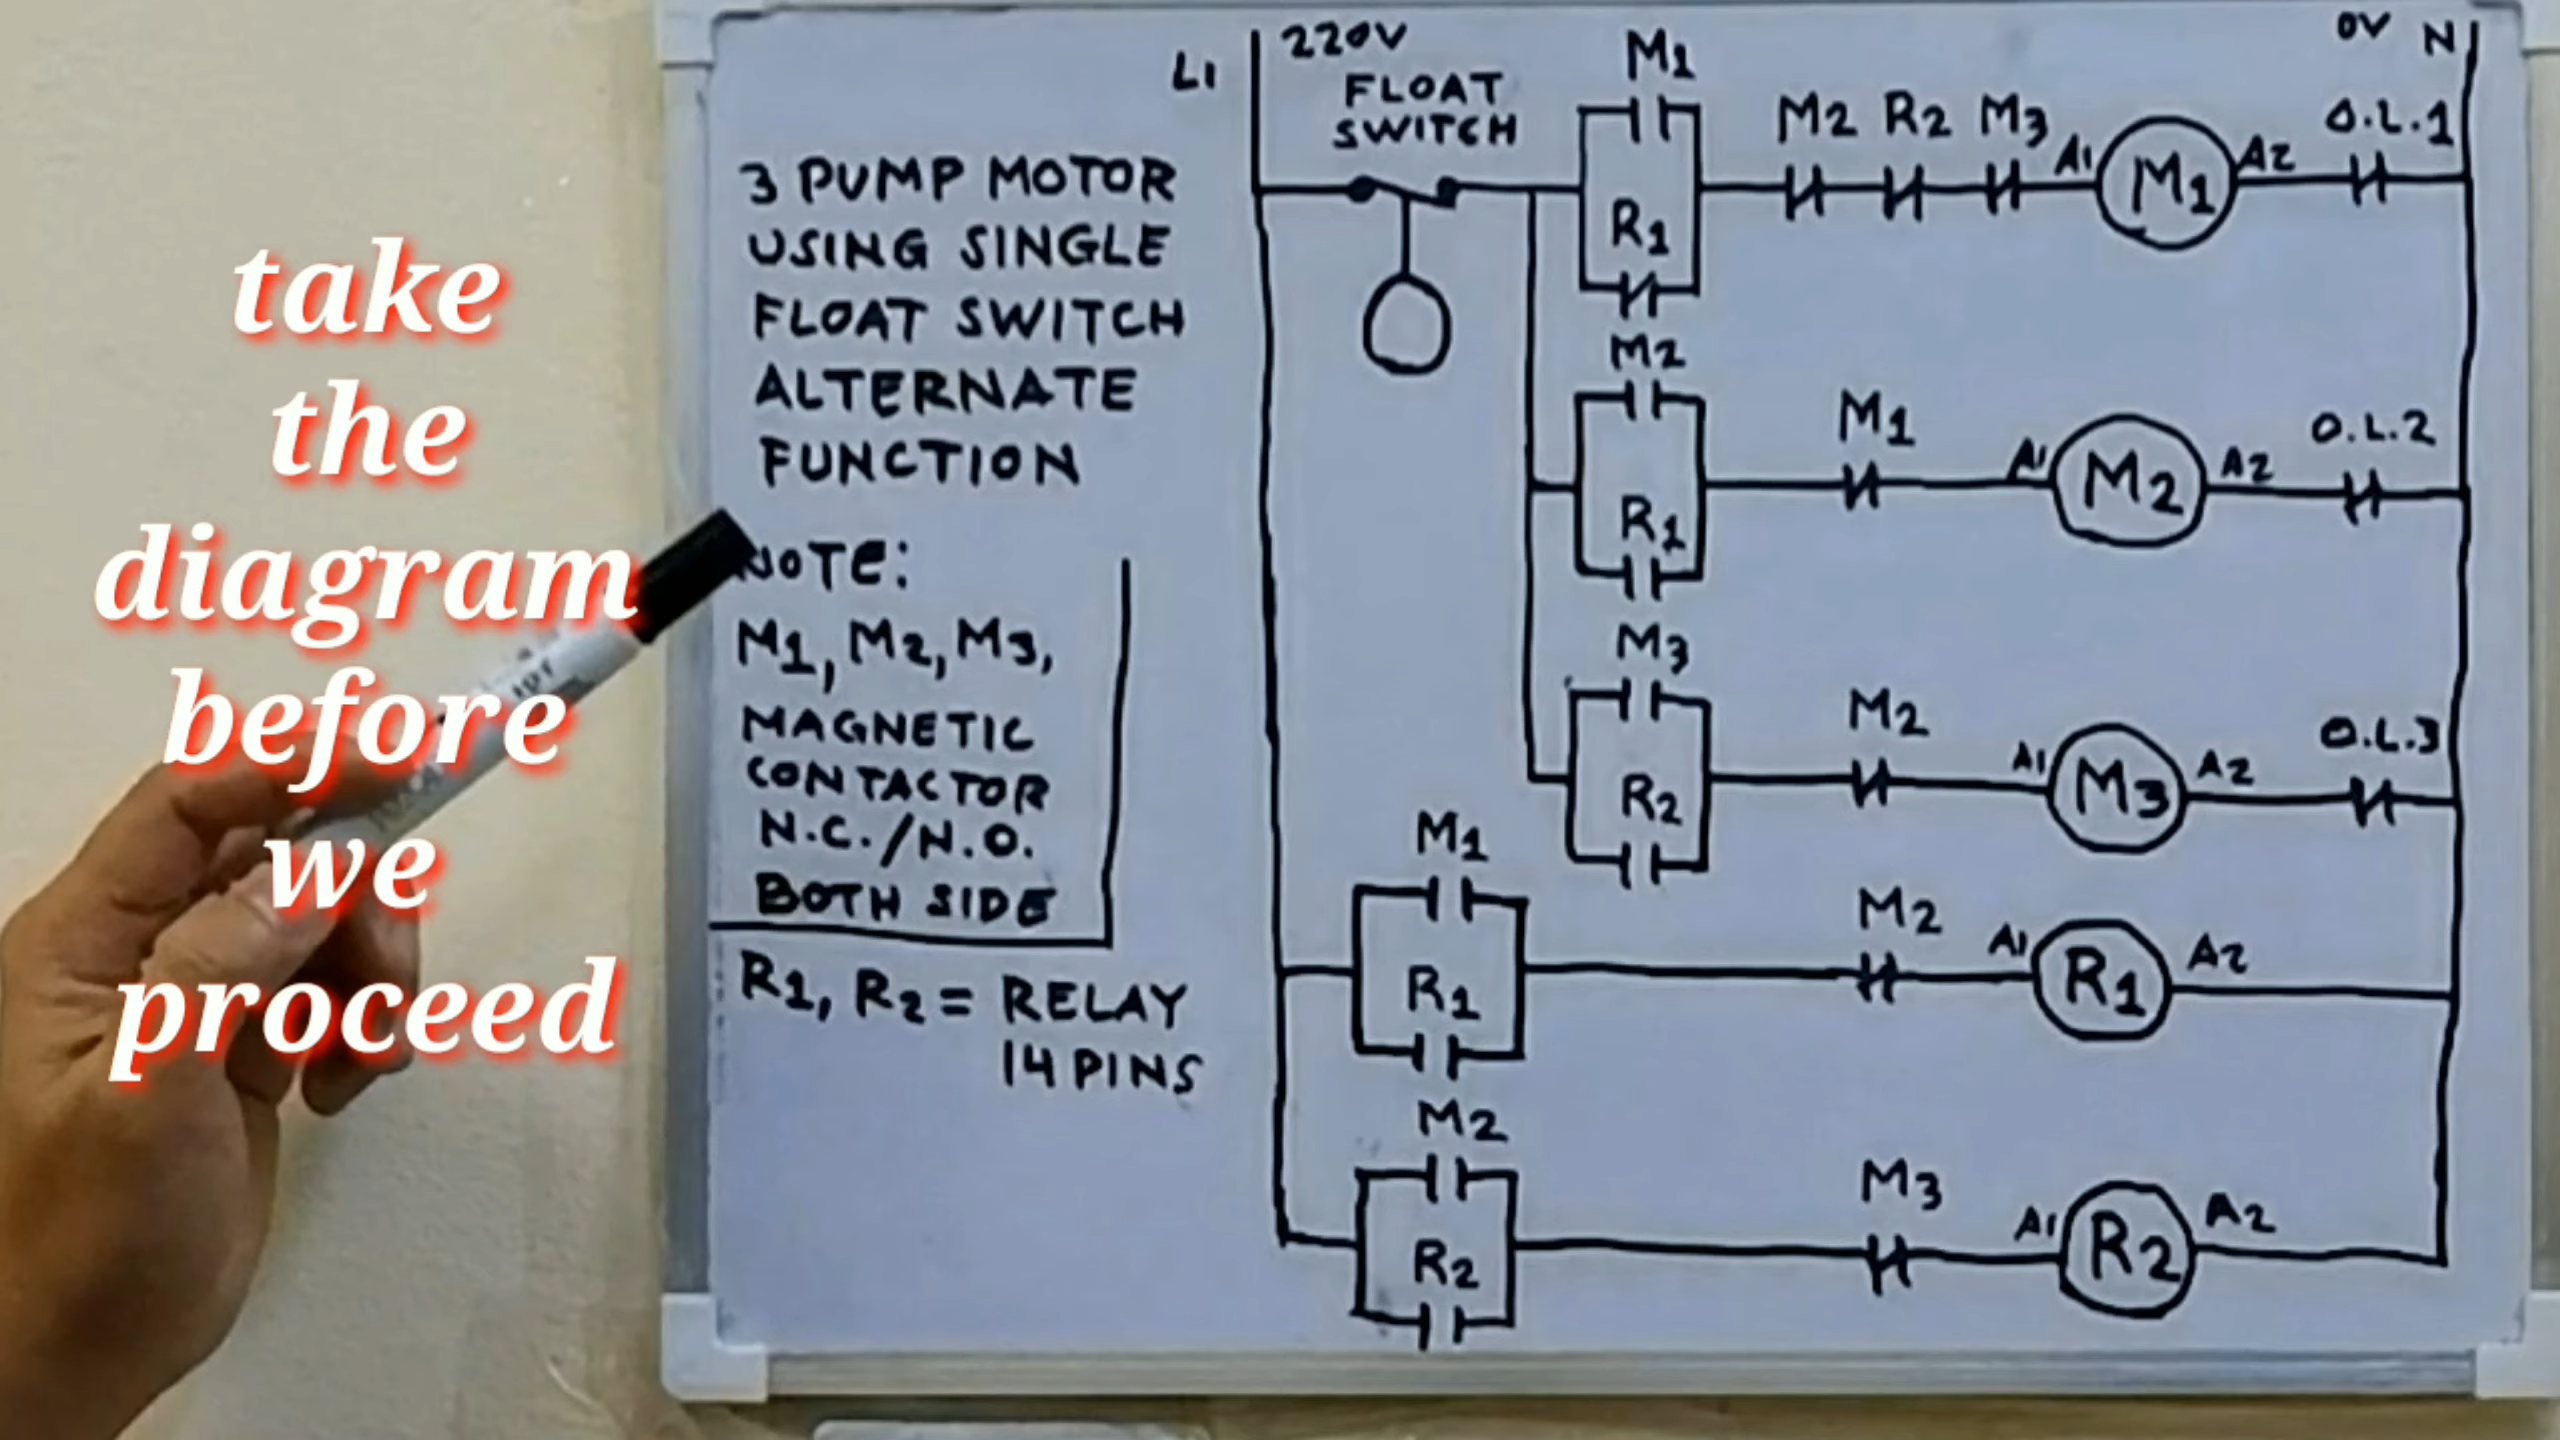 take
the
diagram
before
we
proceed
3 PUMP MOTOR
USING SINGLE
FLOAT SWITCH
ALTERNATE
FUNCTION
NOTE:
M1, M2, M3,
MAGNETIC
CONTACTOR
N.C./N.O.
BOTH SIDE
R1, R2 = RELAY
14 PINS
L1 220V 0V N
FLOAT
SWITCH
M1
M2 R2 M3 A1 M1 A2 O.L.1
R1
M2
M1 A1 M2 A2 O.L.2
R1
M3
M2 A1 M3 A2 O.L.3
R2
M1
M2 A1 R1 A2
R1
M2
M3 A1 R2 A2
R2